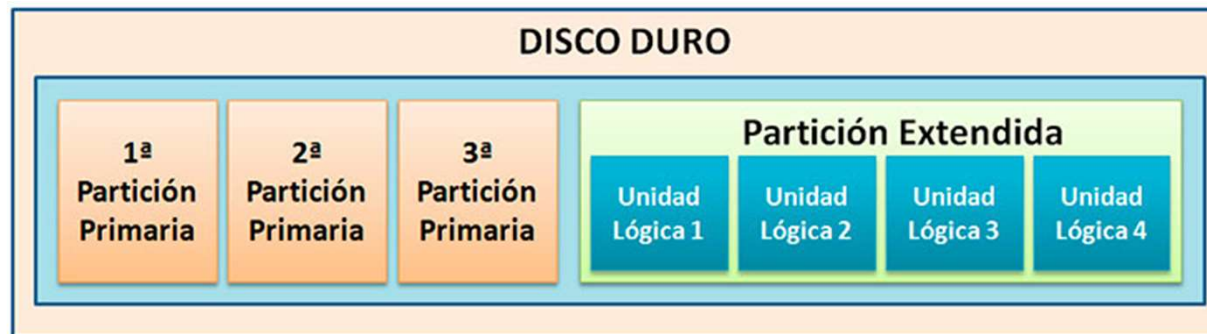 DISCO DURO
1ª
Partición
Primaria
2ª
Partición
Primaria
3ª
Partición
Primaria
Partición Extendida
Unidad
Lógica 1
Unidad
Lógica 2
Unidad
Lógica 3
Unidad
Lógica 4